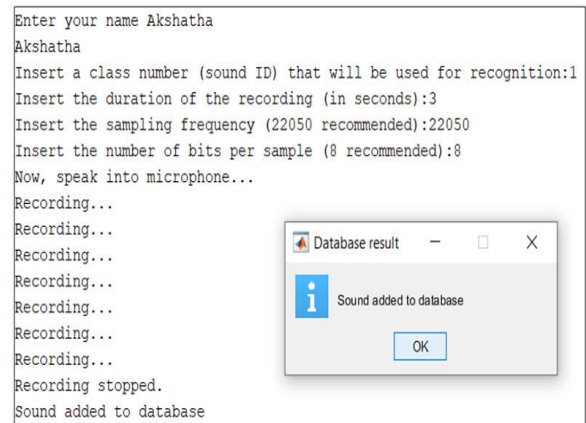 Enter your name Akshatha
Akshatha
Insert a class number (sound ID) that will be used for recognition:1
Insert the duration of the recording (in seconds):3
Insert the sampling frequency (22050 recommended):22050
Insert the number of bits per sample (8 recommended):8
Now, speak into microphone...
Recording...
Recording...
Recording...
Recording...
Recording...
Recording...
Recording...
Recording stopped.
Sound added to database
Database result
Sound added to database
OK